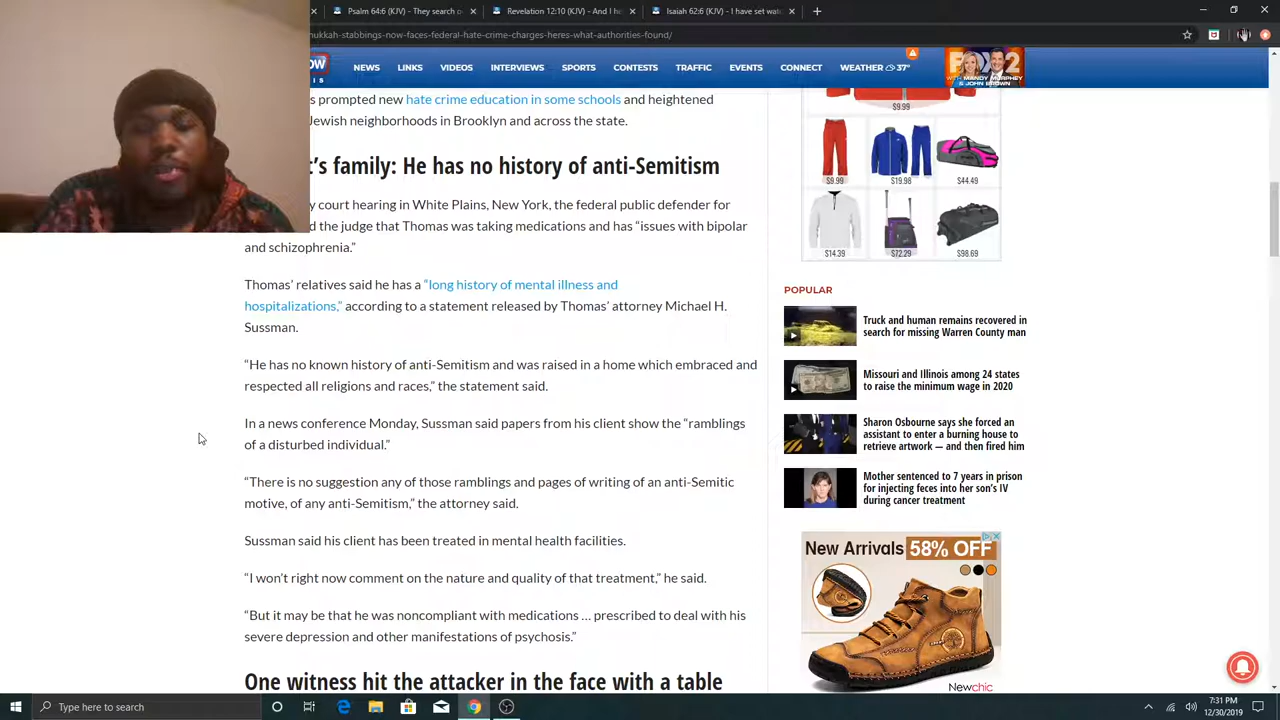 Psalm 64:6 (KJV) – They search o
Revelation 12:10 (KJV) – And I h
Isaiah 62:6 (KJV) – I have set wat
nukkah-stabbings-now-faces-federal-hate-crime-charges-heres-what-authorities-found/
NEWS LINKS VIDEOS INTERVIEWS SPORTS CONTESTS TRAFFIC EVENTS CONNECT WEATHER 37°
FOX 2
WITH MANDY MURPHEY
& JOHN BROWN
s prompted new hate crime education in some schools and heightened
Jewish neighborhoods in Brooklyn and across the state.
t’s family: He has no history of anti-Semitism
y court hearing in White Plains, New York, the federal public defender for
d the judge that Thomas was taking medications and has “issues with bipolar
and schizophrenia.”
Thomas’ relatives said he has a “long history of mental illness and
hospitalizations,” according to a statement released by Thomas’ attorney Michael H.
Sussman.
“He has no known history of anti-Semitism and was raised in a home which embraced and
respected all religions and races,” the statement said.
In a news conference Monday, Sussman said papers from his client show the “ramblings
of a disturbed individual.”
“There is no suggestion any of those ramblings and pages of writing of an anti-Semitic
motive, of any anti-Semitism,” the attorney said.
Sussman said his client has been treated in mental health facilities.
“I won't right now comment on the nature and quality of that treatment,” he said.
“But it may be that he was noncompliant with medications … prescribed to deal with his
severe depression and other manifestations of psychosis.”
One witness hit the attacker in the face with a table
$9.99
$9.99 $19.98 $44.49
$14.39 $72.29 $98.69
POPULAR
Truck and human remains recovered in
search for missing Warren County man
Missouri and Illinois among 24 states
to raise the minimum wage in 2020
Sharon Osbourne says she forced an
assistant to enter a burning house to
retrieve artwork — and then fired him
Mother sentenced to 7 years in prison
for injecting feces into her son’s IV
during cancer treatment
New Arrivals 58% OFF
Newchic
Type here to search
7:31 PM
12/30/2019